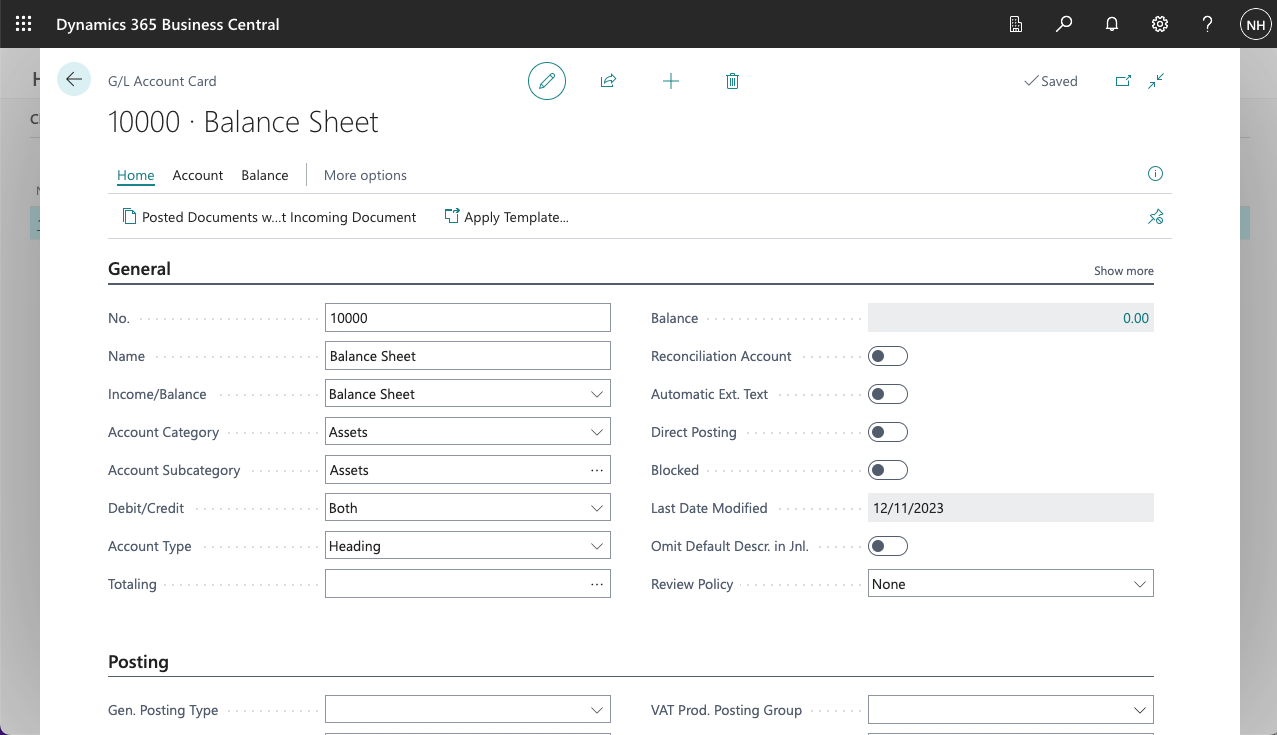 Dynamics 365 Business Central
NH
G/L Account Card
Saved
10000 · Balance Sheet
Home Account Balance More options
Posted Documents w...t Incoming Document Apply Template...
General Show more
No. 10000
Name Balance Sheet
Income/Balance Balance Sheet
Account Category Assets
Account Subcategory Assets
Debit/Credit Both
Account Type Heading
Totaling
Balance 0.00
Reconciliation Account
Automatic Ext. Text
Direct Posting
Blocked
Last Date Modified 12/11/2023
Omit Default Descr. in Jnl.
Review Policy None
Posting
Gen. Posting Type
VAT Prod. Posting Group